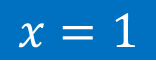 x = 1